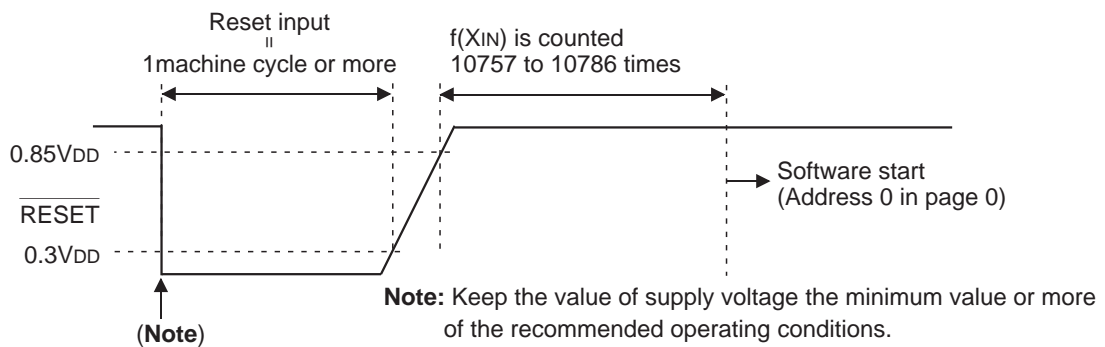 Reset input
=
1machine cycle or more
f(XIN) is counted
10757 to 10786 times
0.85VDD
Software start
(Address 0 in page 0)
RESET
0.3VDD
Note: Keep the value of supply voltage the minimum value or more
of the recommended operating conditions.
(Note)